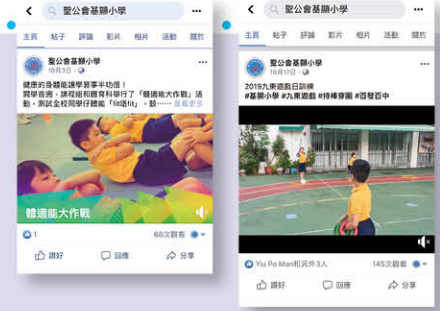 聖公會基顯小學
主頁 帖子 評論 影片 相片 活動 關於
聖公會基顯小學
10月3日
健康的身體能讓學習事半功倍！
開學首週，課程組和體育科舉行了「體適能大作戰」活
動，測試全校同學仔體能「fit唔fit」，鼓⋯⋯ 查看更多
體適能大作戰
1
68次觀看
讚好 回應 分享
聖公會基顯小學
主頁 帖子 評論 影片 相片 活動 關於
聖公會基顯小學
10月17日
2019九東遊戲日訓練
#基顯小學 #九東遊戲 #持棒穿圈 #百發百中
Yiu Po Man和另外3人
145次觀看
讚好 回應 分享